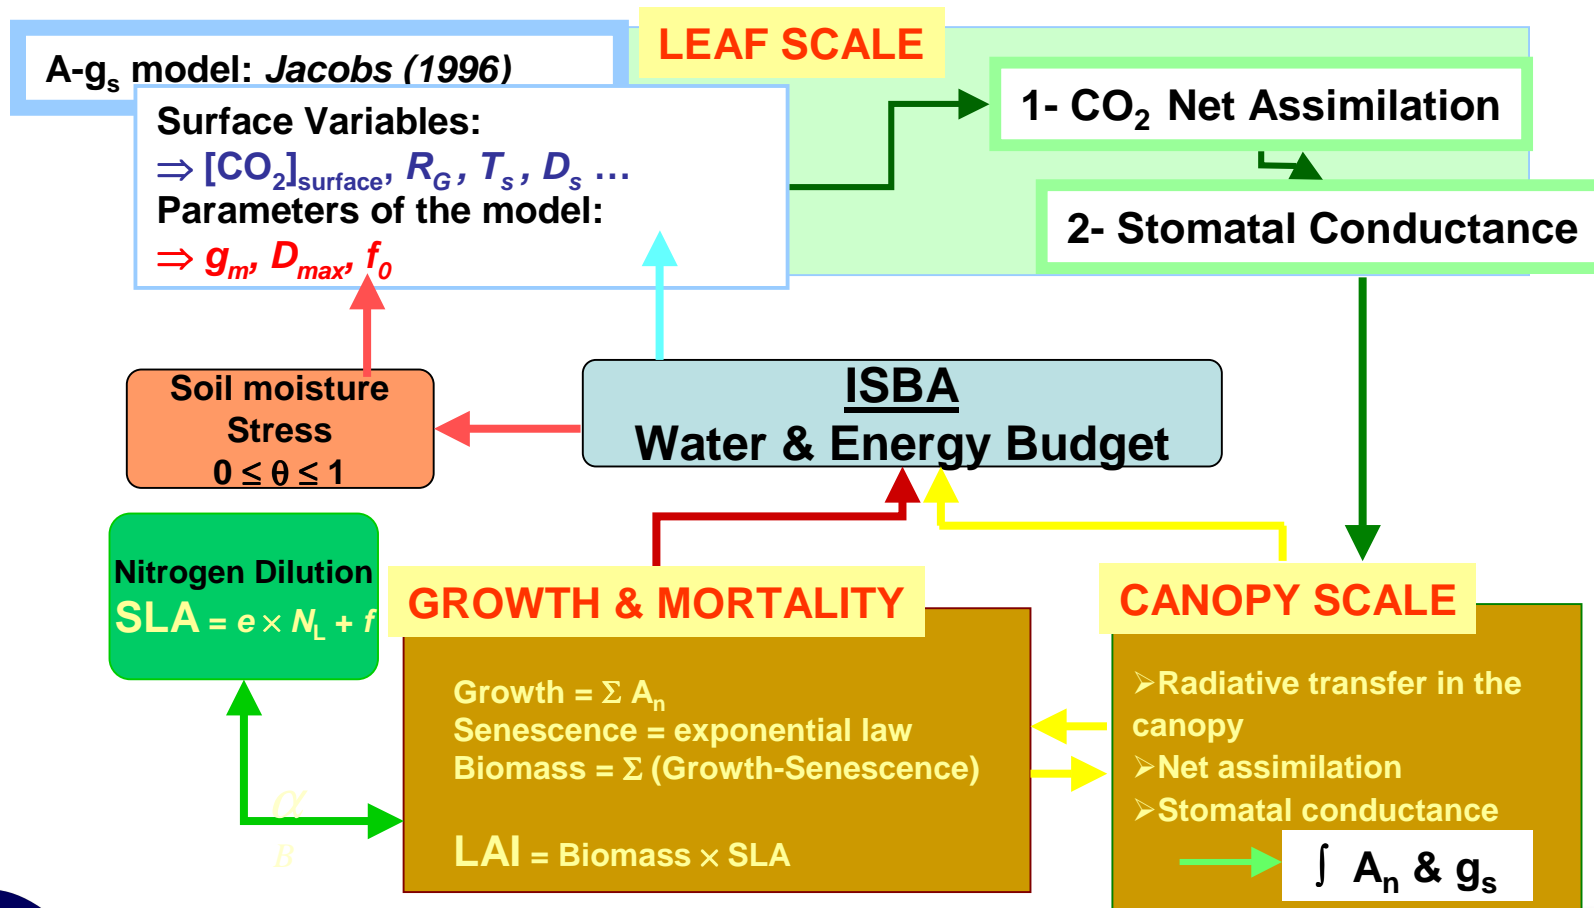 LEAF SCALE
A-gs model: Jacobs (1996)
Surface Variables:
⇒ [CO2]surface, RG, Ts, Ds …
Parameters of the model:
⇒ gm, Dmax, f0
1- CO2 Net Assimilation
2- Stomatal Conductance
Soil moisture
Stress
0 ≤ θ ≤ 1
ISBA
Water & Energy Budget
Nitrogen Dilution
SLA = e × NL + f
α
B
GROWTH & MORTALITY
Growth = Σ An
Senescence = exponential law
Biomass = Σ (Growth-Senescence)
LAI = Biomass × SLA
CANOPY SCALE
➢Radiative transfer in the
canopy
➢Net assimilation
➢Stomatal conductance
∫ An & gs